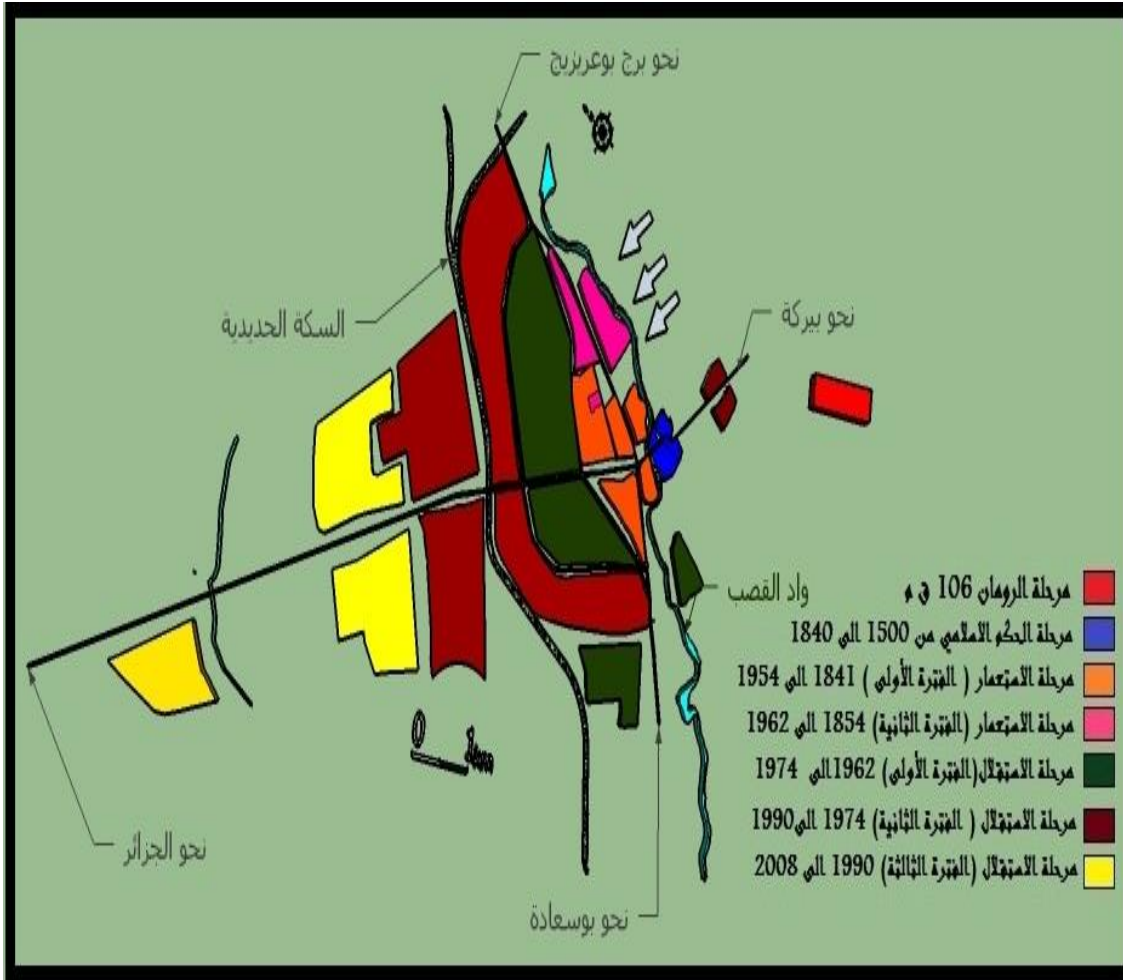 نحو برج بوعريريج
السكة الحديدية
نحو بيركة
واد القصب
نحو الجزائر
نحو بوسعادة
0
مرحلة الرومان 106 ق م
مرحلة الحكم الاسلامي من 1500 الى 1840
مرحلة الاستعمار ( الفترة الأولى ) 1841 الى 1954
مرحلة الاستعمار (الفترة الثانية) 1854 الى 1962
مرحلة الاستقلال(الفترة الأولى) 1962الى 1974
مرحلة الاستقلال ( الفترة الثانية) 1974 الى1990
مرحلة الاستقلال (الفترة الثالثة) 1990 الى 2008